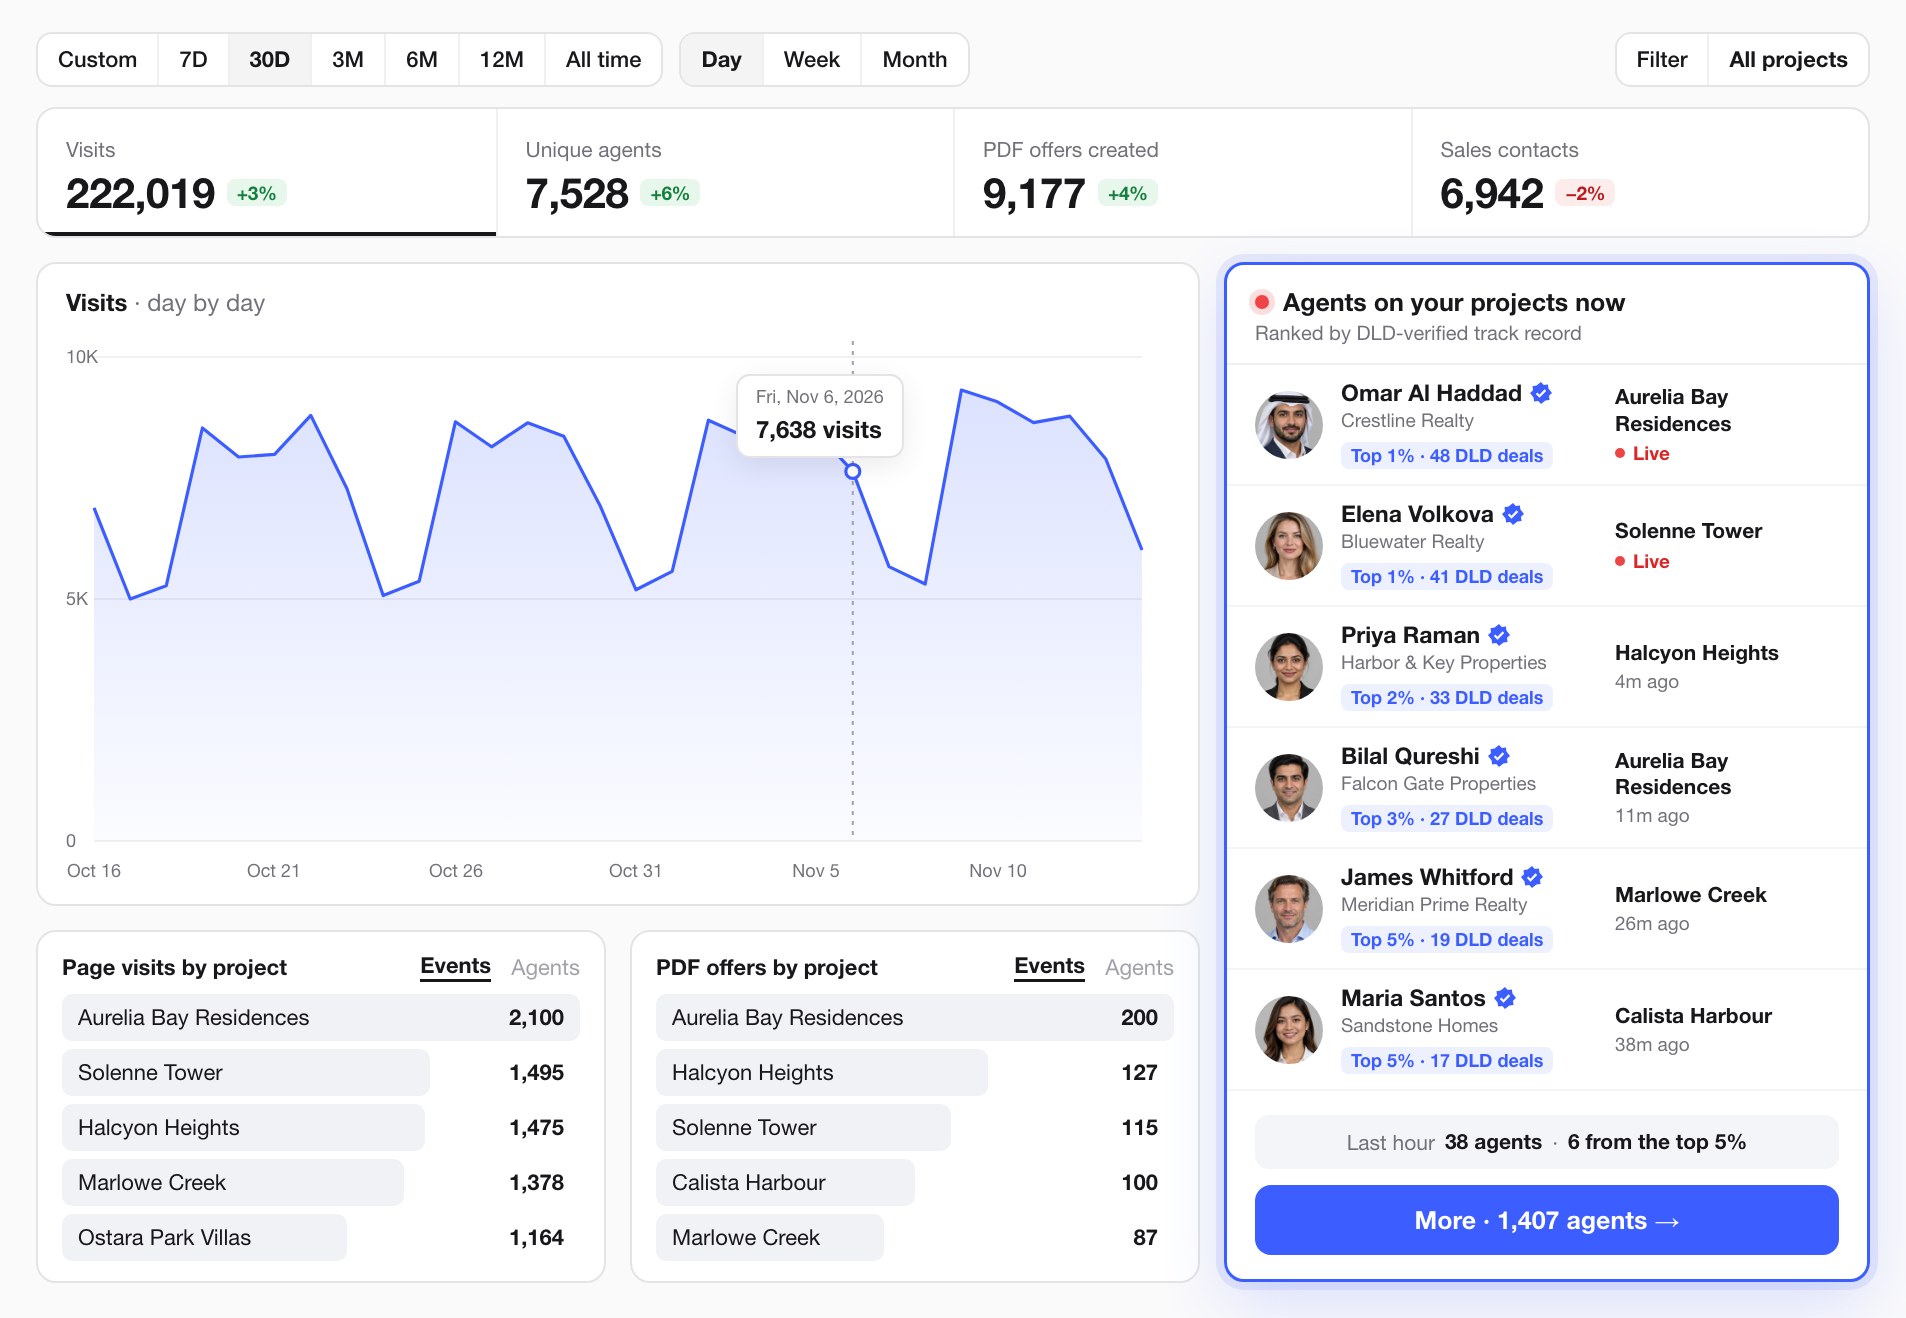 Custom 7D 30D 3M 6M 12M All time Day Week Month Filter All projects
Visits
222,019 +3%
Unique agents
7,528 +6%
PDF offers created
9,177 +4%
Sales contacts
6,942 −2%
Visits · day by day
10K
5K
0
Fri, Nov 6, 2026
7,638 visits
Oct 16 Oct 21 Oct 26 Oct 31 Nov 5 Nov 10
Page visits by project Events Agents
Aurelia Bay Residences 2,100
Solenne Tower 1,495
Halcyon Heights 1,475
Marlowe Creek 1,378
Ostara Park Villas 1,164
PDF offers by project Events Agents
Aurelia Bay Residences 200
Halcyon Heights 127
Solenne Tower 115
Calista Harbour 100
Marlowe Creek 87
Agents on your projects now
Ranked by DLD-verified track record
Omar Al Haddad
Crestline Realty
Top 1% · 48 DLD deals
Aurelia Bay
Residences
Live
Elena Volkova
Bluewater Realty
Top 1% · 41 DLD deals
Solenne Tower
Live
Priya Raman
Harbor & Key Properties
Top 2% · 33 DLD deals
Halcyon Heights
4m ago
Bilal Qureshi
Falcon Gate Properties
Top 3% · 27 DLD deals
Aurelia Bay
Residences
11m ago
James Whitford
Meridian Prime Realty
Top 5% · 19 DLD deals
Marlowe Creek
26m ago
Maria Santos
Sandstone Homes
Top 5% · 17 DLD deals
Calista Harbour
38m ago
Last hour 38 agents · 6 from the top 5%
More · 1,407 agents →